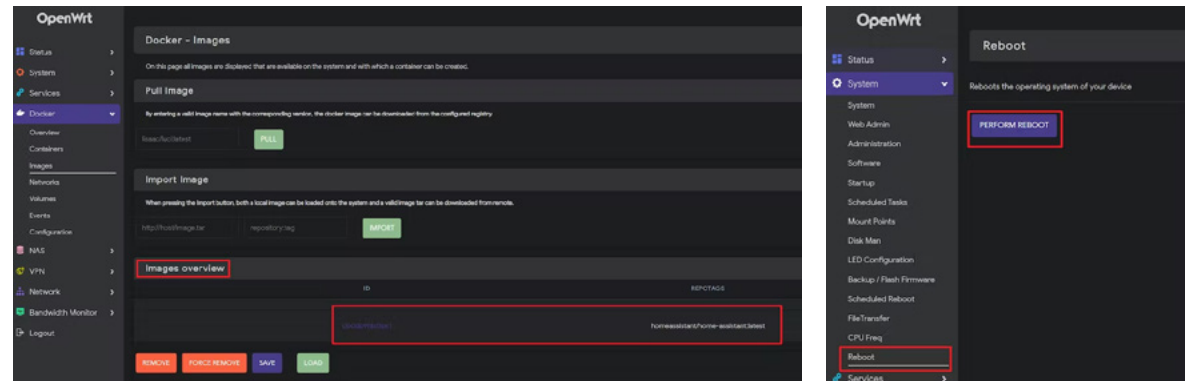 OpenWrt
Status
System
Services
Docker
Overview
Containers
Images
Networks
Volumes
Events
Configuration
NAS
VPN
Network
Bandwidth Monitor
Logout
Docker - Images
On this page all images are displayed that are available on the system and with which a container can be created.
Pull Image
By entering a valid image name with the corresponding version, the docker image can be downloaded from the configured registry.
PULL
Import Image
When pressing the Import button, both a local image can be loaded onto the system and a valid image tar can be downloaded from remote.
http://host/image.tar
repository:tag
IMPORT
Images overview
ID
REPOTAGS
homeassistant/home-assistant:latest
REMOVE
FORCE REMOVE
SAVE
LOAD
OpenWrt
Status
System
System
Web Admin
Administration
Software
Startup
Scheduled Tasks
Mount Points
Disk Man
LED Configuration
Backup / Flash Firmware
Scheduled Reboot
FileTransfer
CPU Freq
Reboot
Services
Reboot
Reboots the operating system of your device
PERFORM REBOOT